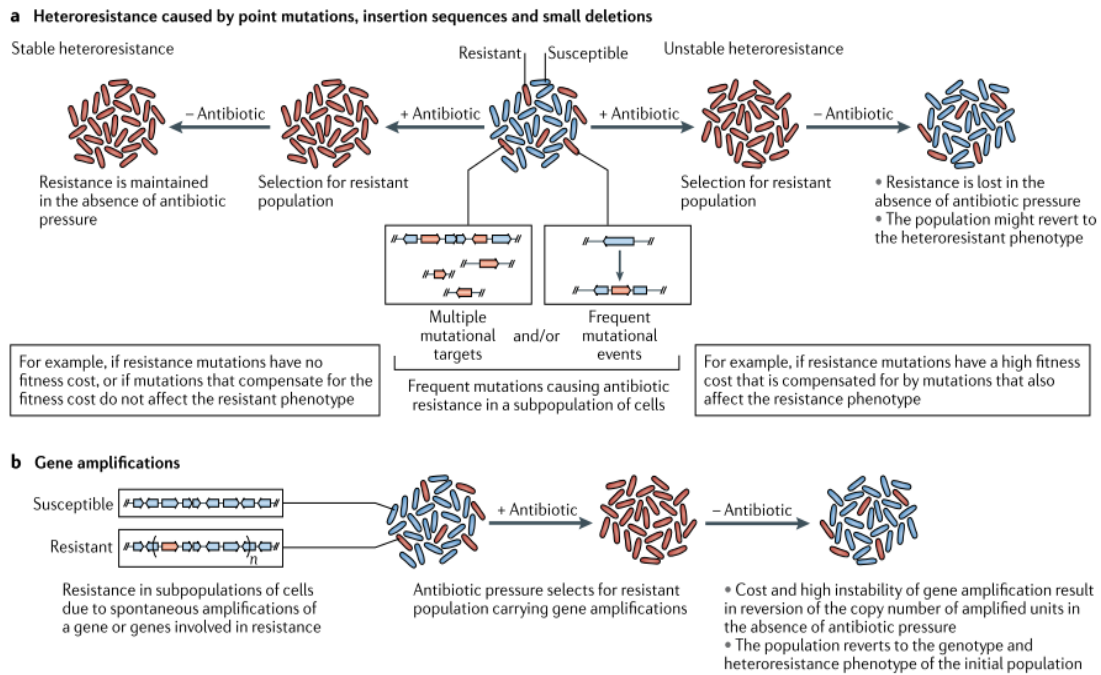 a Heteroresistance caused by point mutations, insertion sequences and small deletions
Stable heteroresistance
Resistant
Susceptible
Unstable heteroresistance
– Antibiotic
+ Antibiotic
+ Antibiotic
– Antibiotic
Resistance is maintained
in the absence of antibiotic
pressure
Selection for resistant
population
Selection for resistant
population
• Resistance is lost in the
absence of antibiotic pressure
• The population might revert to
the heteroresistant phenotype
Multiple
mutational
targets
and/or
Frequent
mutational
events
For example, if resistance mutations have no
fitness cost, or if mutations that compensate for the
fitness cost do not affect the resistant phenotype
Frequent mutations causing antibiotic
resistance in a subpopulation of cells
For example, if resistance mutations have a high fitness
cost that is compensated for by mutations that also
affect the resistance phenotype
b Gene amplifications
Susceptible
Resistant
n
+ Antibiotic
– Antibiotic
Resistance in subpopulations of cells
due to spontaneous amplifications of
a gene or genes involved in resistance
Antibiotic pressure selects for resistant
population carrying gene amplifications
• Cost and high instability of gene amplification result
in reversion of the copy number of amplified units in
the absence of antibiotic pressure
• The population reverts to the genotype and
heteroresistance phenotype of the initial population